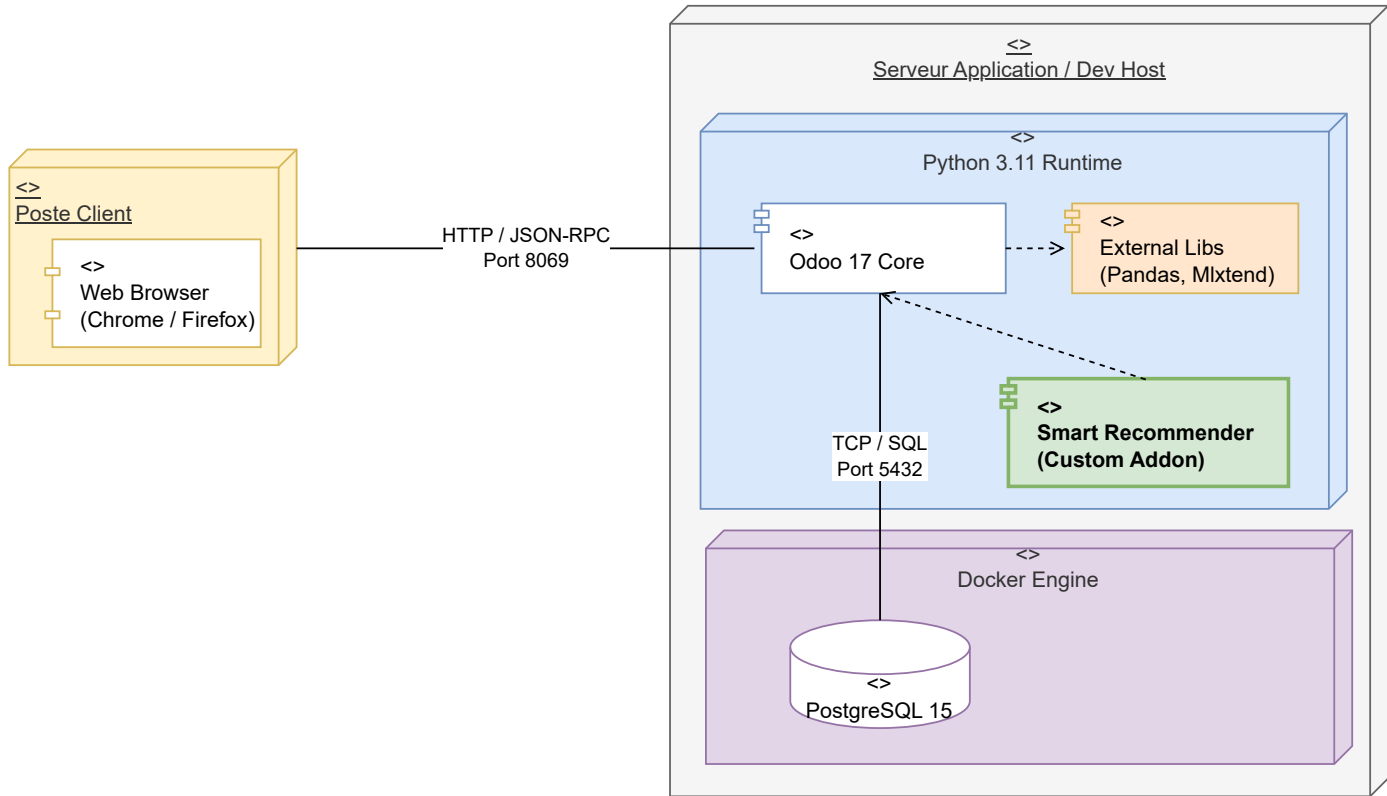 <>
Serveur Application / Dev Host
<>
Python 3.11 Runtime
<>
Poste Client
<>
Web Browser
(Chrome / Firefox)
HTTP / JSON-RPC
Port 8069
<>
Odoo 17 Core
<>
External Libs
(Pandas, Mlxtend)
<>
Smart Recommender
(Custom Addon)
TCP / SQL
Port 5432
<>
Docker Engine
<>
PostgreSQL 15